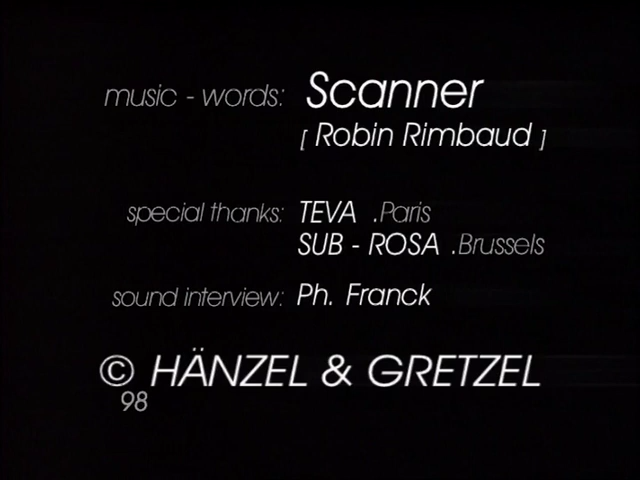 music - words: Scanner
[ Robin Rimbaud ]
special thanks: TEVA .Paris
SUB - ROSA .Brussels
sound interview: Ph. Franck
© HÄNZEL & GRETZEL
98